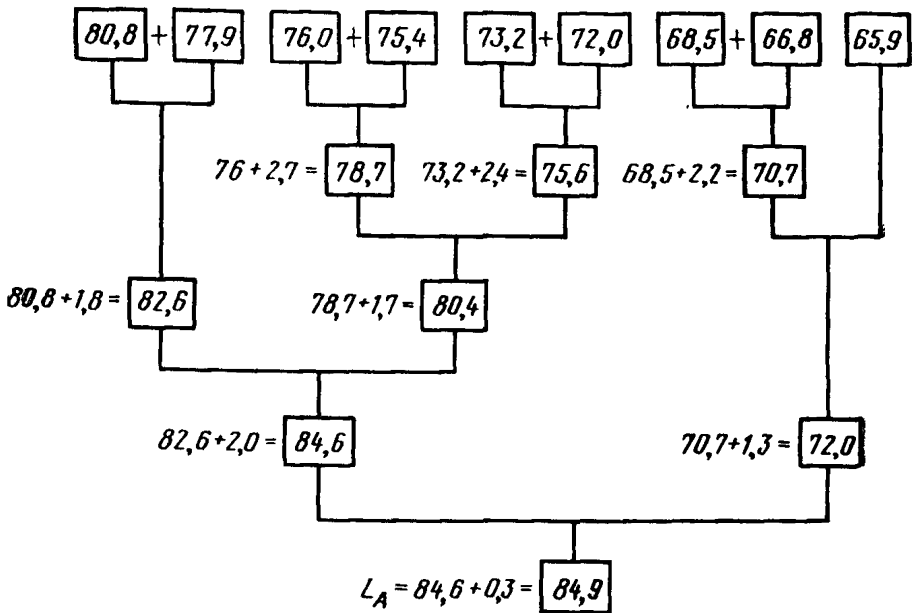 80,8 + 77,9 76,0 + 75,4 73,2 + 72,0 68,5 + 66,8 65,9
76 + 2,7 = 78,7 73,2 + 2,4 = 75,6 68,5 + 2,2 = 70,7
80,8 + 1,8 = 82,6 78,7 + 1,7 = 80,4
82,6 + 2,0 = 84,6 70,7 + 1,3 = 72,0
L_A = 84,6 + 0,3 = 84,9